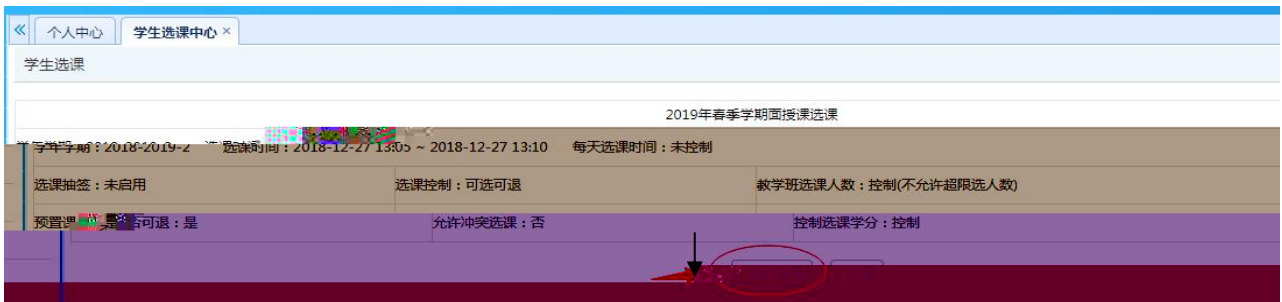 个人中心 学生选课中心 ×
学生选课
2019年春季学期面授课选课
学年学期：2018-2019-2 选课时间：2018-12-27 13:05 ~ 2018-12-27 13:10 每天选课时间：未控制
选课抽签：未启用 选课控制：可选可退 教学班选课人数：控制(不允许超限选人数)
预置课 是否可退：是 允许冲突选课：否 控制选课学分：控制